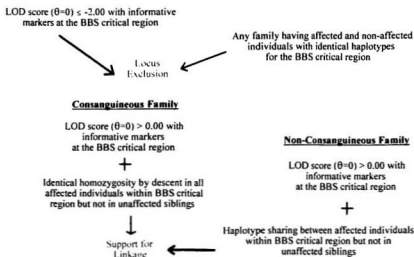 LOD score (θ=0) ≤ -2.00 with informative
markers at the BBS critical region
Any family having affected and non-affected
individuals with identical haplotypes
for the BBS critical region
Locus
Exclusion
Consanguineous Family
LOD score (θ=0) > 0.00 with
informative markers
at the BBS critical region
+
Identical homozygosity by descent in all
affected individuals within BBS critical
region but not in unaffected siblings
Non-Consanguineous Family
LOD score (θ=0) > 0.00 with
informative markers
at the BBS critical region
+
Haplotype sharing between affected individuals
within BBS critical region but not in
unaffected siblings
Support for
Linkage